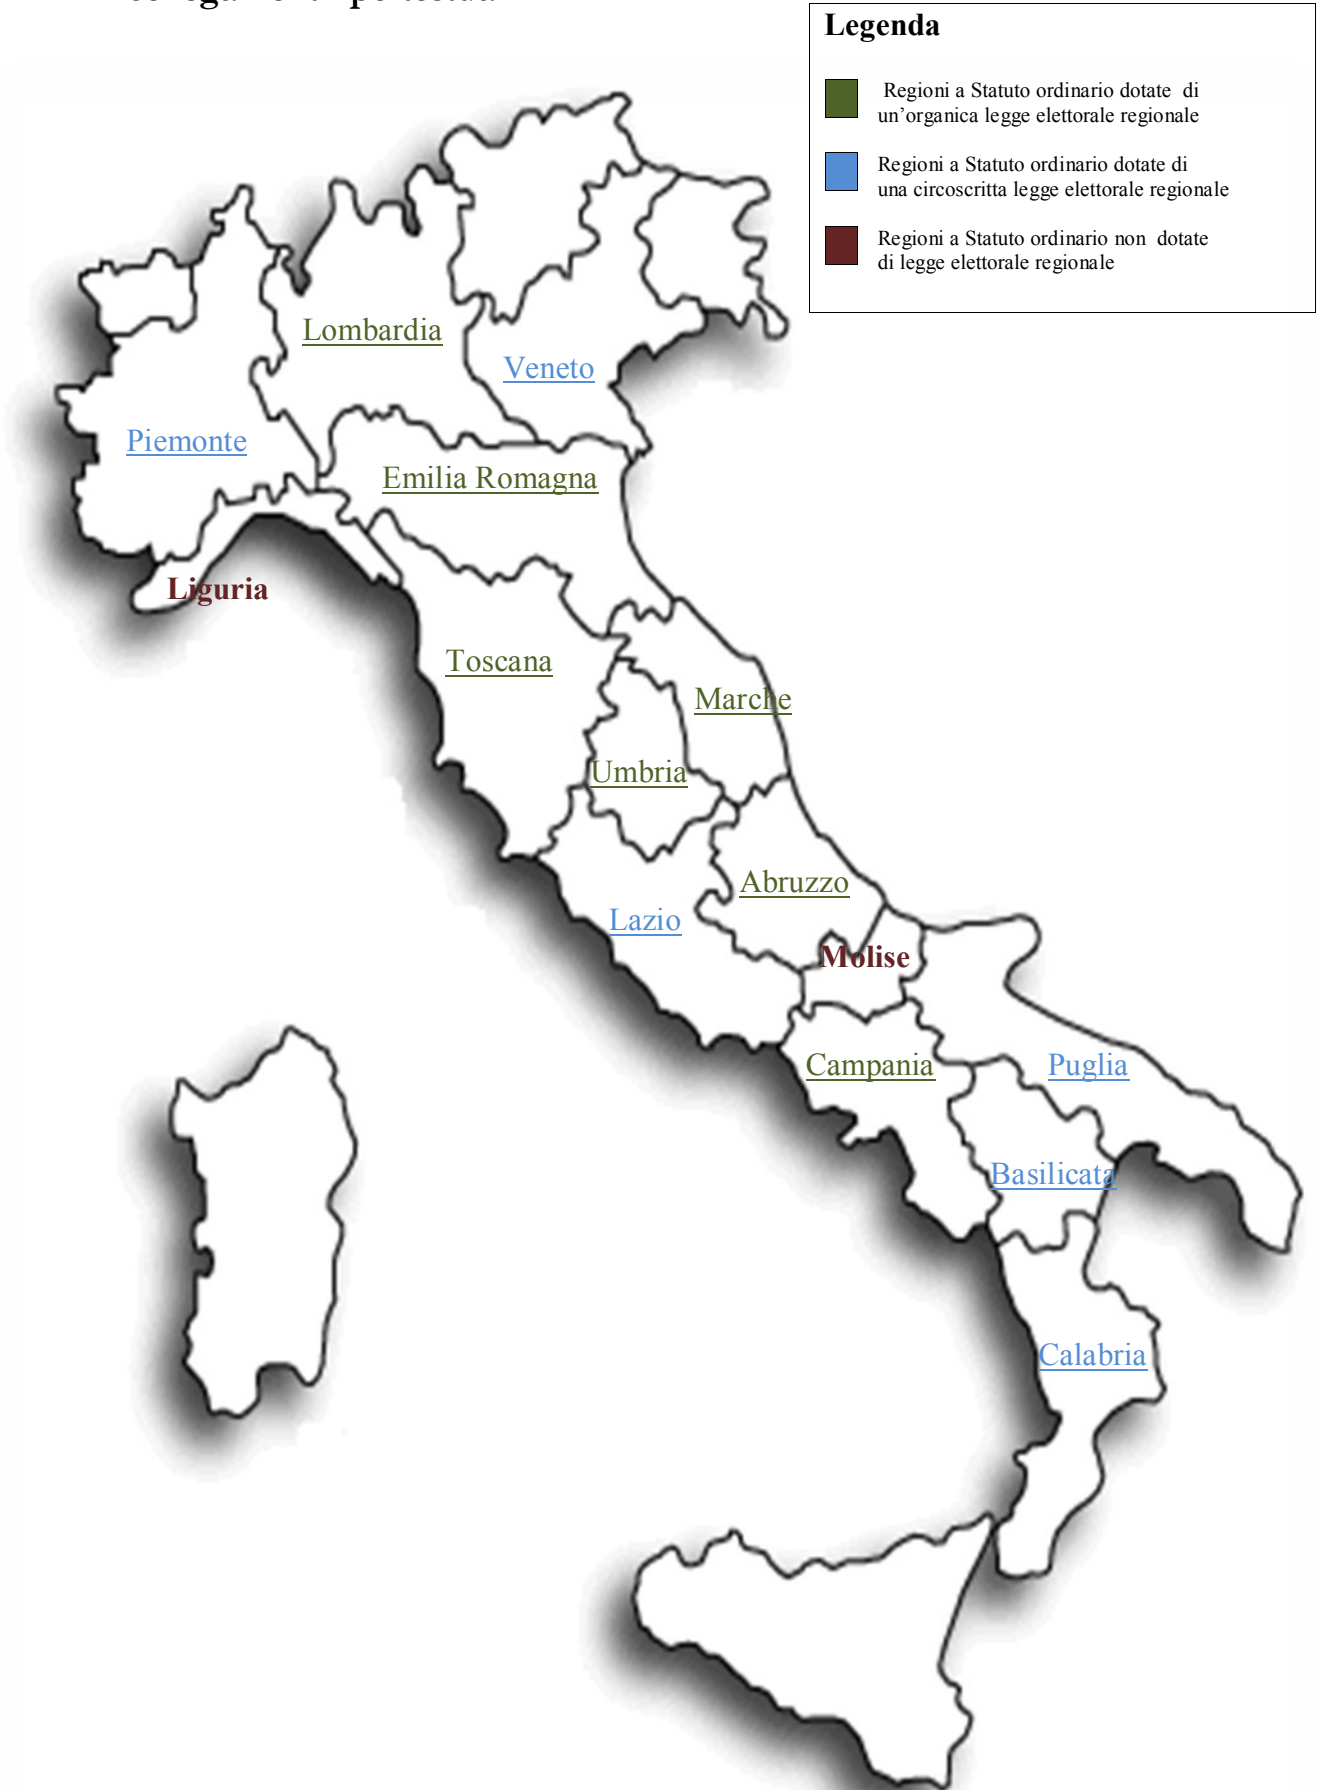 Legenda
Regioni a Statuto ordinario dotate di
un’organica legge elettorale regionale
Regioni a Statuto ordinario dotate di
una circoscritta legge elettorale regionale
Regioni a Statuto ordinario non dotate
di legge elettorale regionale
Lombardia
Veneto
Piemonte
Emilia Romagna
Liguria
Toscana
Marche
Umbria
Abruzzo
Lazio
Molise
Campania
Puglia
Basilicata
Calabria